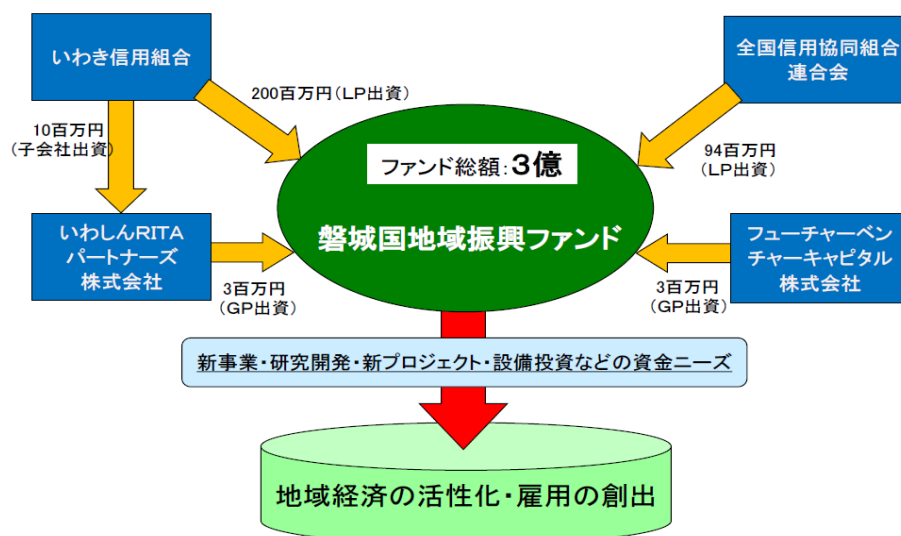 いわき信用組合
全国信用協同組合
連合会
200百万円(LP出資)
10百万円
(子会社出資)
94百万円
(LP出資)
ファンド総額:3億
磐城国地域振興ファンド
いわしんRITA
パートナーズ
株式会社
フューチャーベン
チャーキャピタル
株式会社
3百万円
(GP出資)
3百万円
(GP出資)
新事業・研究開発・新プロジェクト・設備投資などの資金ニーズ
地域経済の活性化・雇用の創出